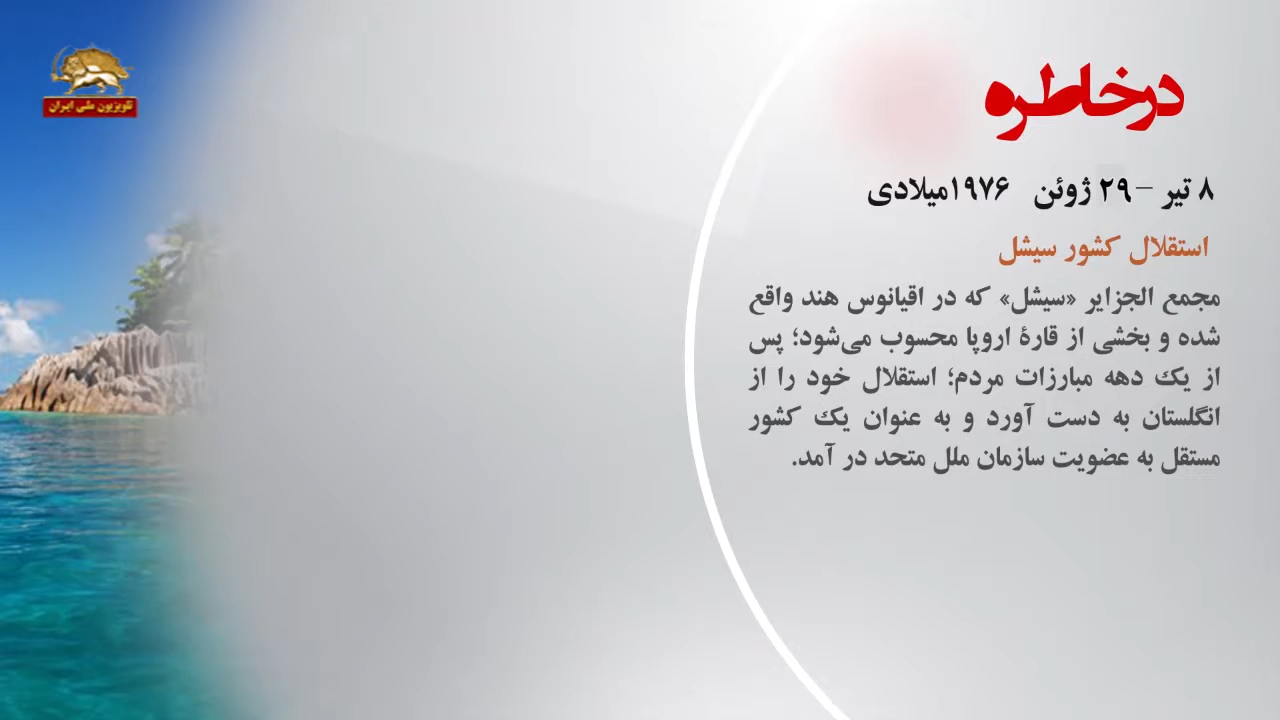 تلویزیون ملی ایران
درخاطره
۸ تیر – ۲۹ ژوئن ۱۹۷۶میلادی
استقلال کشور سیشل
مجمع الجزایر «سیشل» که در اقیانوس هند واقع
شده و بخشی از قارهٔ اروپا محسوب می‌شود؛ پس
از یک دهه مبارزات مردم؛ استقلال خود را از
انگلستان به دست آورد و به عنوان یک کشور
مستقل به عضویت سازمان ملل متحد در آمد.